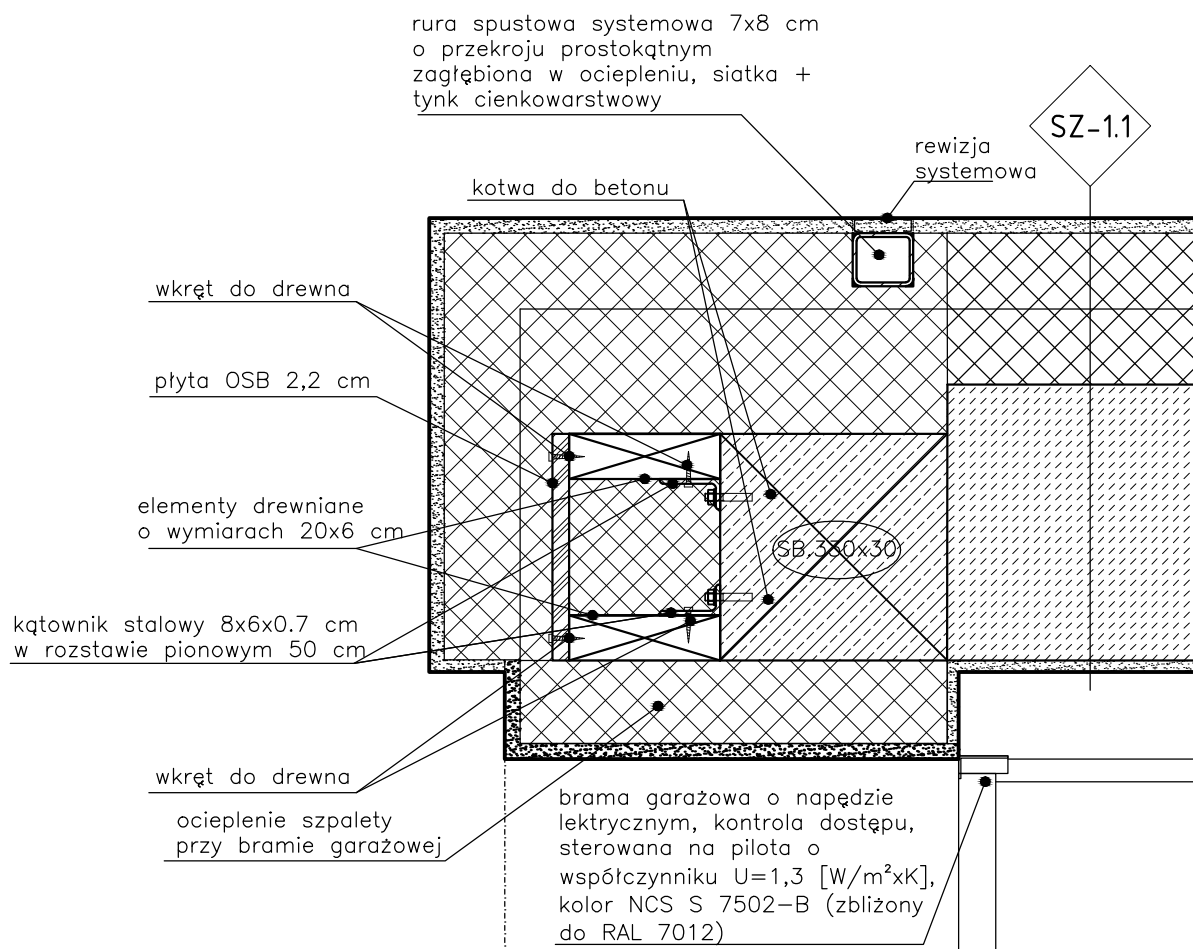 rura spustowa systemowa 7x8 cm
o przekroju prostokątnym
zagłębiona w ociepleniu, siatka +
tynk cienkowarstwowy
SZ-1.1
rewizja
systemowa
kotwa do betonu
wkręt do drewna
płyta OSB 2,2 cm
elementy drewniane
o wymiarach 20x6 cm
SB.330x30
kątownik stalowy 8x6x0.7 cm
w rozstawie pionowym 50 cm
wkręt do drewna
ocieplenie szpalety
przy bramie garażowej
brama garażowa o napędzie
lektrycznym, kontrola dostępu,
sterowana na pilota o
współczynniku U=1,3 [W/m²xK],
kolor NCS S 7502-B (zbliżony
do RAL 7012)